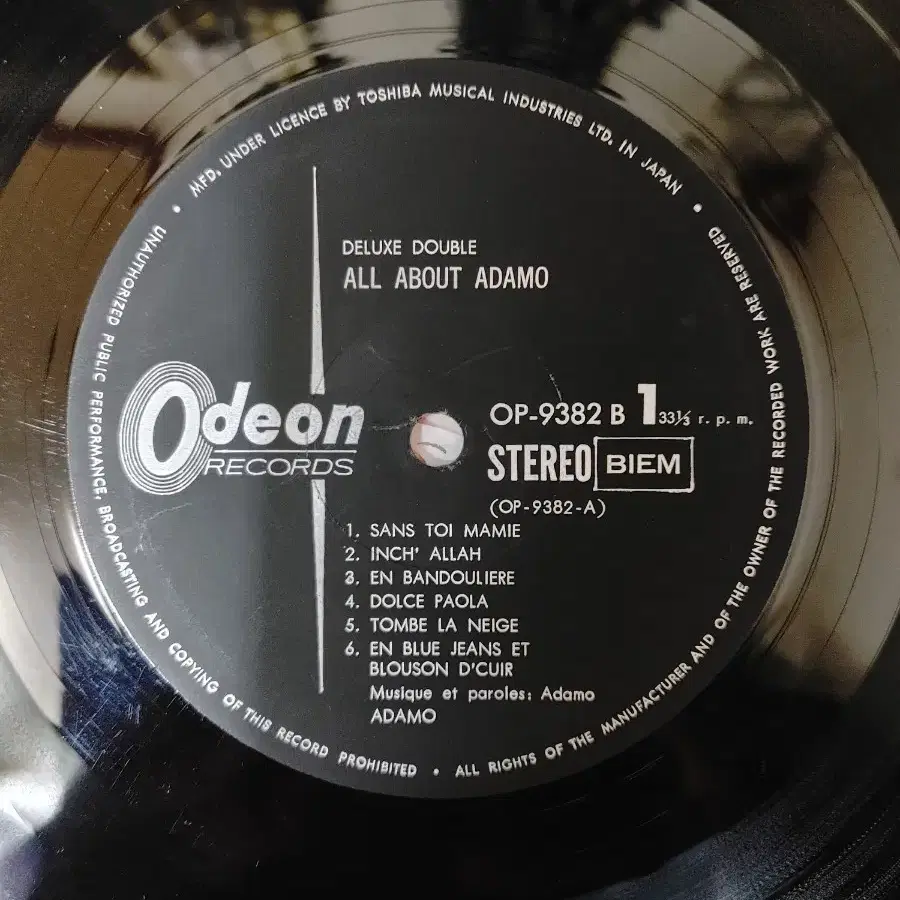 MFD. UNDER LICENCE BY TOSHIBA MUSICAL INDUSTRIES LTD. IN JAPAN •
DELUXE DOUBLE
ALL ABOUT ADAMO
Odeon
RECORDS
OP-9382 B 1 33⅓ r. p. m.
STEREO BIEM
(OP-9382-A)
1. SANS TOI MAMIE
2. INCH' ALLAH
3. EN BANDOULIERE
4. DOLCE PAOLA
5. TOMBE LA NEIGE
6. EN BLUE JEANS ET
BLOUSON D'CUIR
Musique et paroles: Adamo
ADAMO
UNAUTHORIZED PUBLIC PERFORMANCE, BROADCASTING AND COPYING OF THIS RECORD PROHIBITED • ALL RIGHTS OF THE MANUFACTURER AND OF THE OWNER OF THE RECORDED WORK ARE RESERVED •